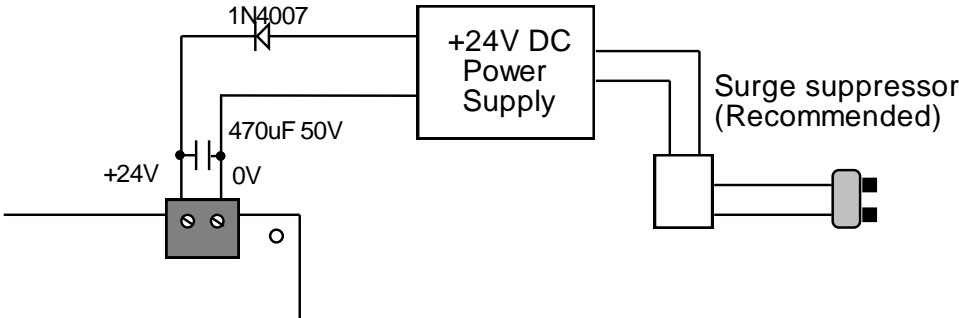 1N4007
+24V DC
Power
Supply
Surge suppressor
(Recommended)
470uF 50V
+24V
0V